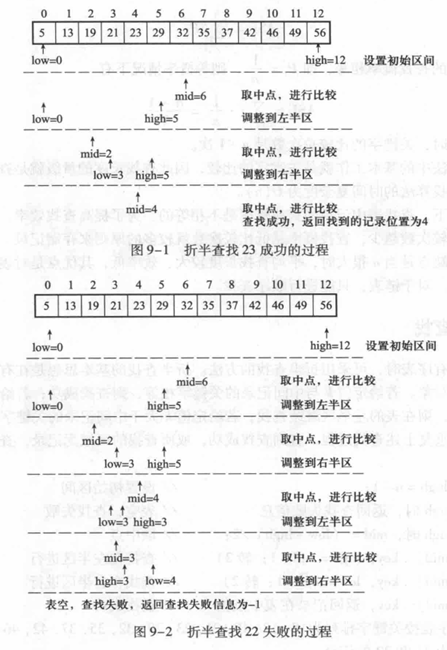 0 1 2 3 4 5 6 7 8 9 10 11 12
5 13 19 21 23 29 32 35 37 42 46 49 56
low=0 high=12 设置初始区间
mid=6 取中点，进行比较
low=0 high=5 调整到左半区
mid=2 取中点，进行比较
low=3 high=5 调整到右半区
mid=4 取中点，进行比较
查找成功，返回找到的记录位置为4
图 9-1 折半查找 23 成功的过程
0 1 2 3 4 5 6 7 8 9 10 11 12
5 13 19 21 23 29 32 35 37 42 46 49 56
low=0 high=12 设置初始区间
mid=6 取中点，进行比较
low=0 high=5 调整到左半区
mid=2 取中点，进行比较
low=3 high=5 调整到右半区
mid=4 取中点，进行比较
low=3 high=3 调整到左半区
mid=3 取中点，进行比较
high=3 low=4 调整到右半区
表空，查找失败，返回查找失败信息为-1
图 9-2 折半查找 22 失败的过程